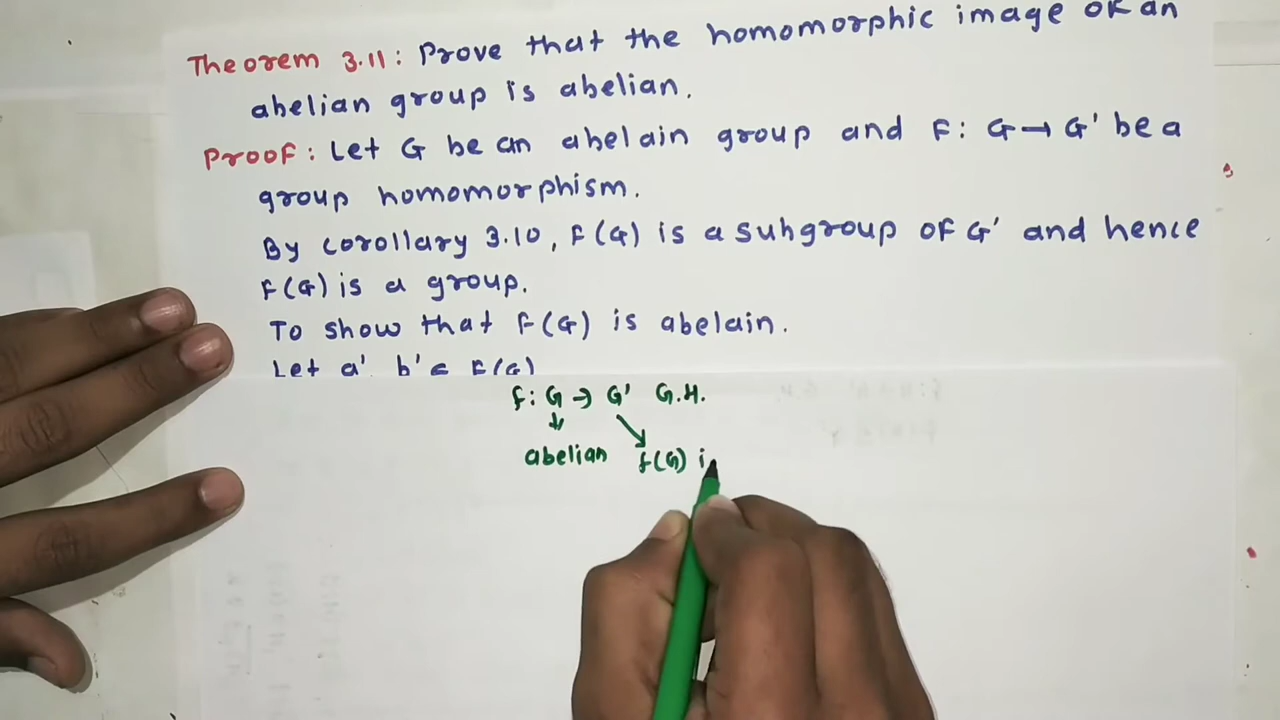 Theorem 3.11: Prove that the homomorphic image of an
abelian group is abelian.
Proof: Let G be an abelain group and F: G → G' be a
group homomorphism.
By corollary 3.10, F(G) is a subgroup of G' and hence
F(G) is a group.
To show that F(G) is abelain.
Let a', b' ∈ F(G)
f: G → G' G.H.
abelian f(G) i